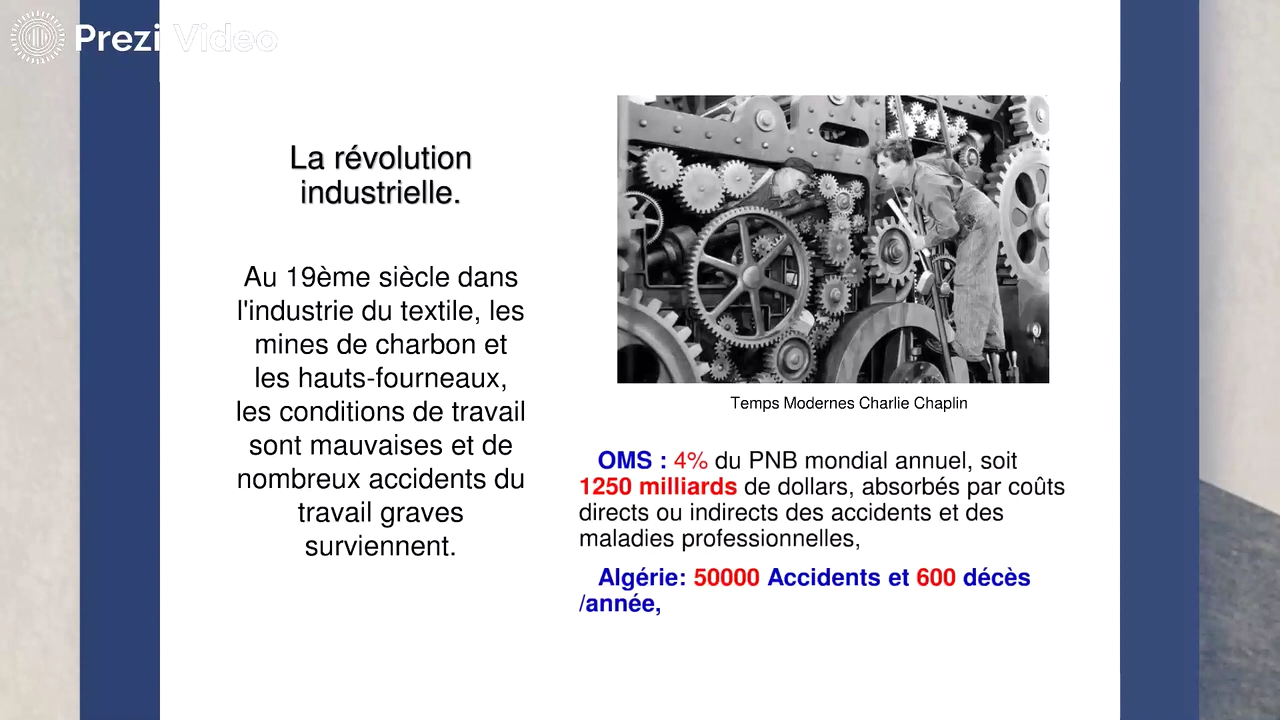 Prezi Video
La révolution
industrielle.
Au 19ème siècle dans
l'industrie du textile, les
mines de charbon et
les hauts-fourneaux,
les conditions de travail
sont mauvaises et de
nombreux accidents du
travail graves
surviennent.
Temps Modernes Charlie Chaplin
OMS : 4% du PNB mondial annuel, soit
1250 milliards de dollars, absorbés par coûts
directs ou indirects des accidents et des
maladies professionnelles,
Algérie: 50000 Accidents et 600 décès
/année,